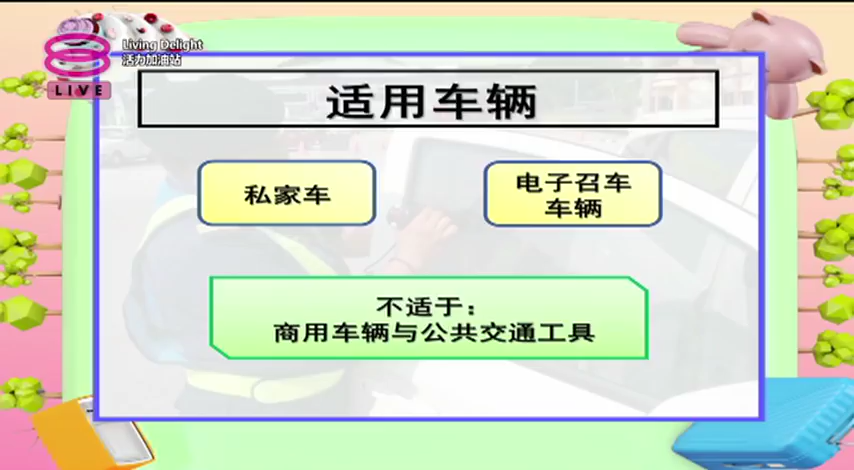 Living Delight
活力加油站
LIVE
适用车辆
私家车
电子召车
车辆
不适于：
商用车辆与公共交通工具